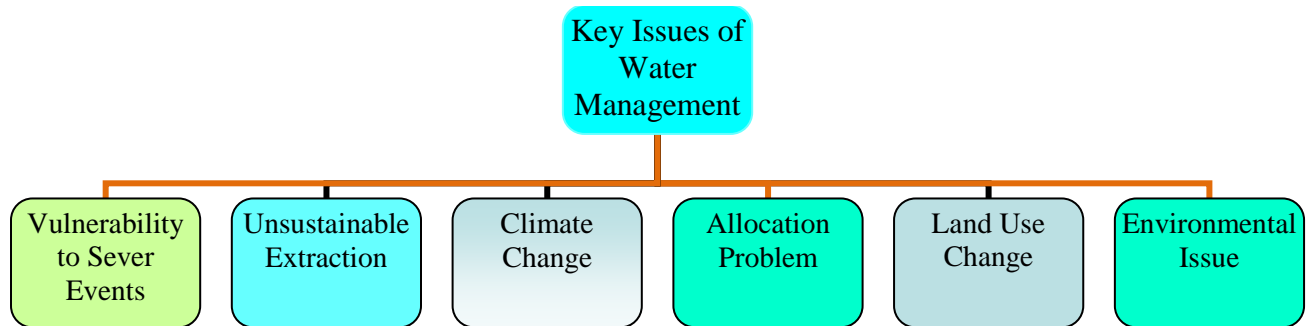 Key Issues of
Water
Management
Vulnerability
to Sever
Events
Unsustainable
Extraction
Climate
Change
Allocation
Problem
Land Use
Change
Environmental
Issue